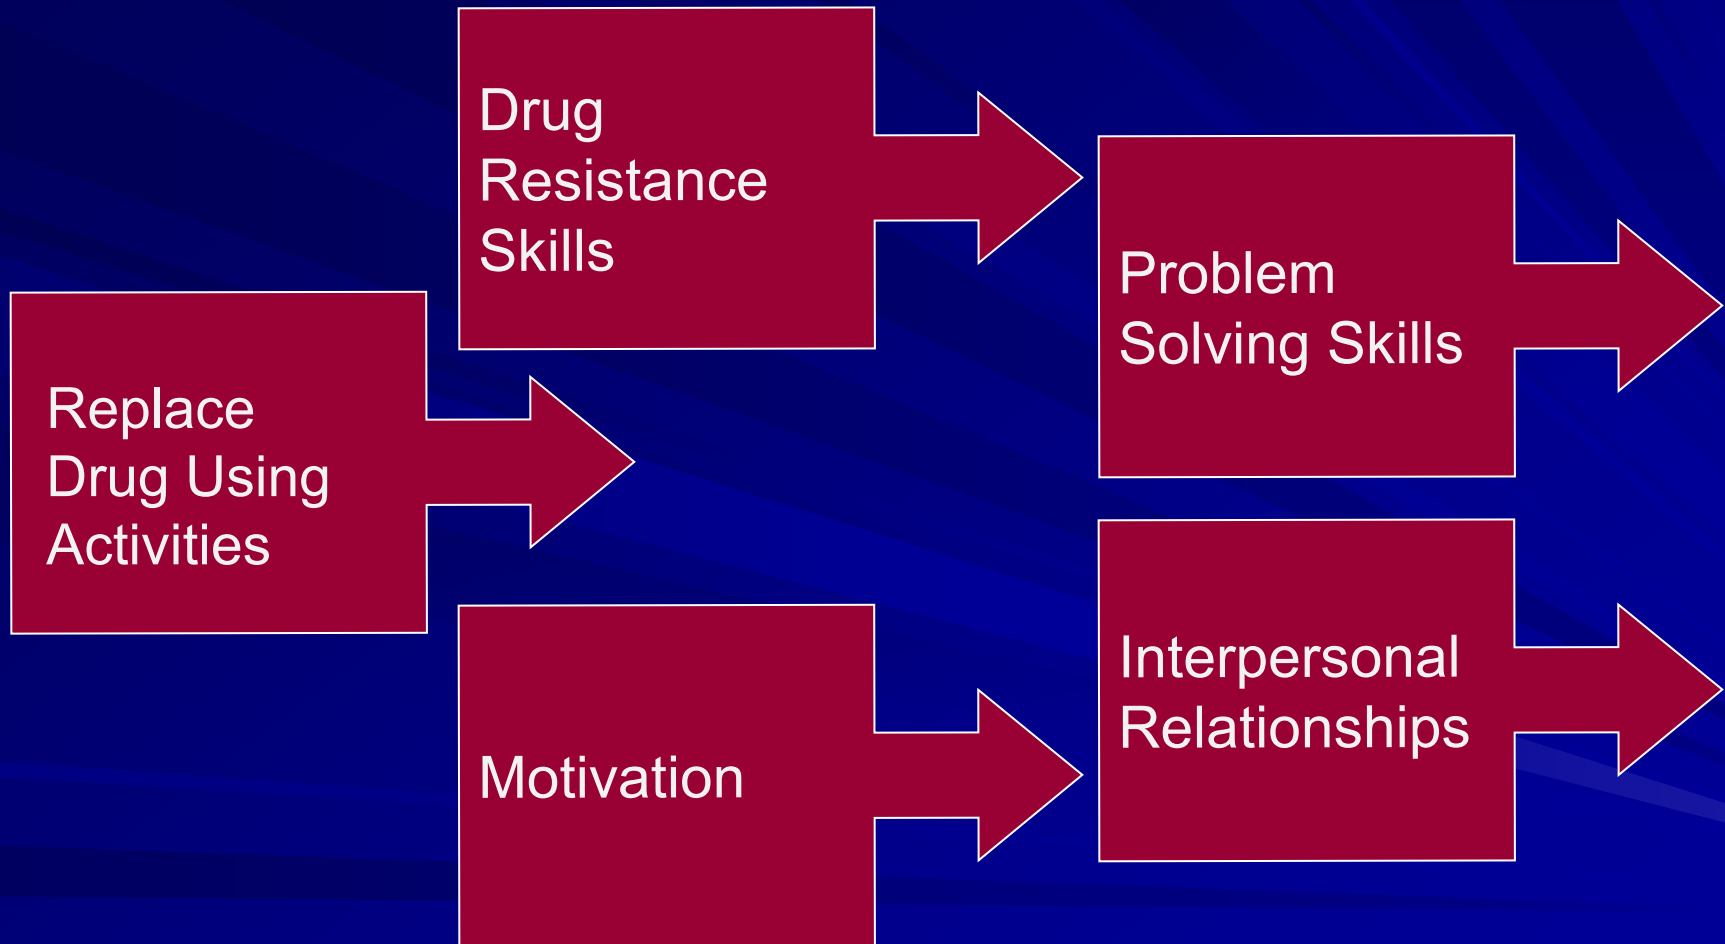 Drug
Resistance
Skills
Problem
Solving Skills
Replace
Drug Using
Activities
Interpersonal
Relationships
Motivation